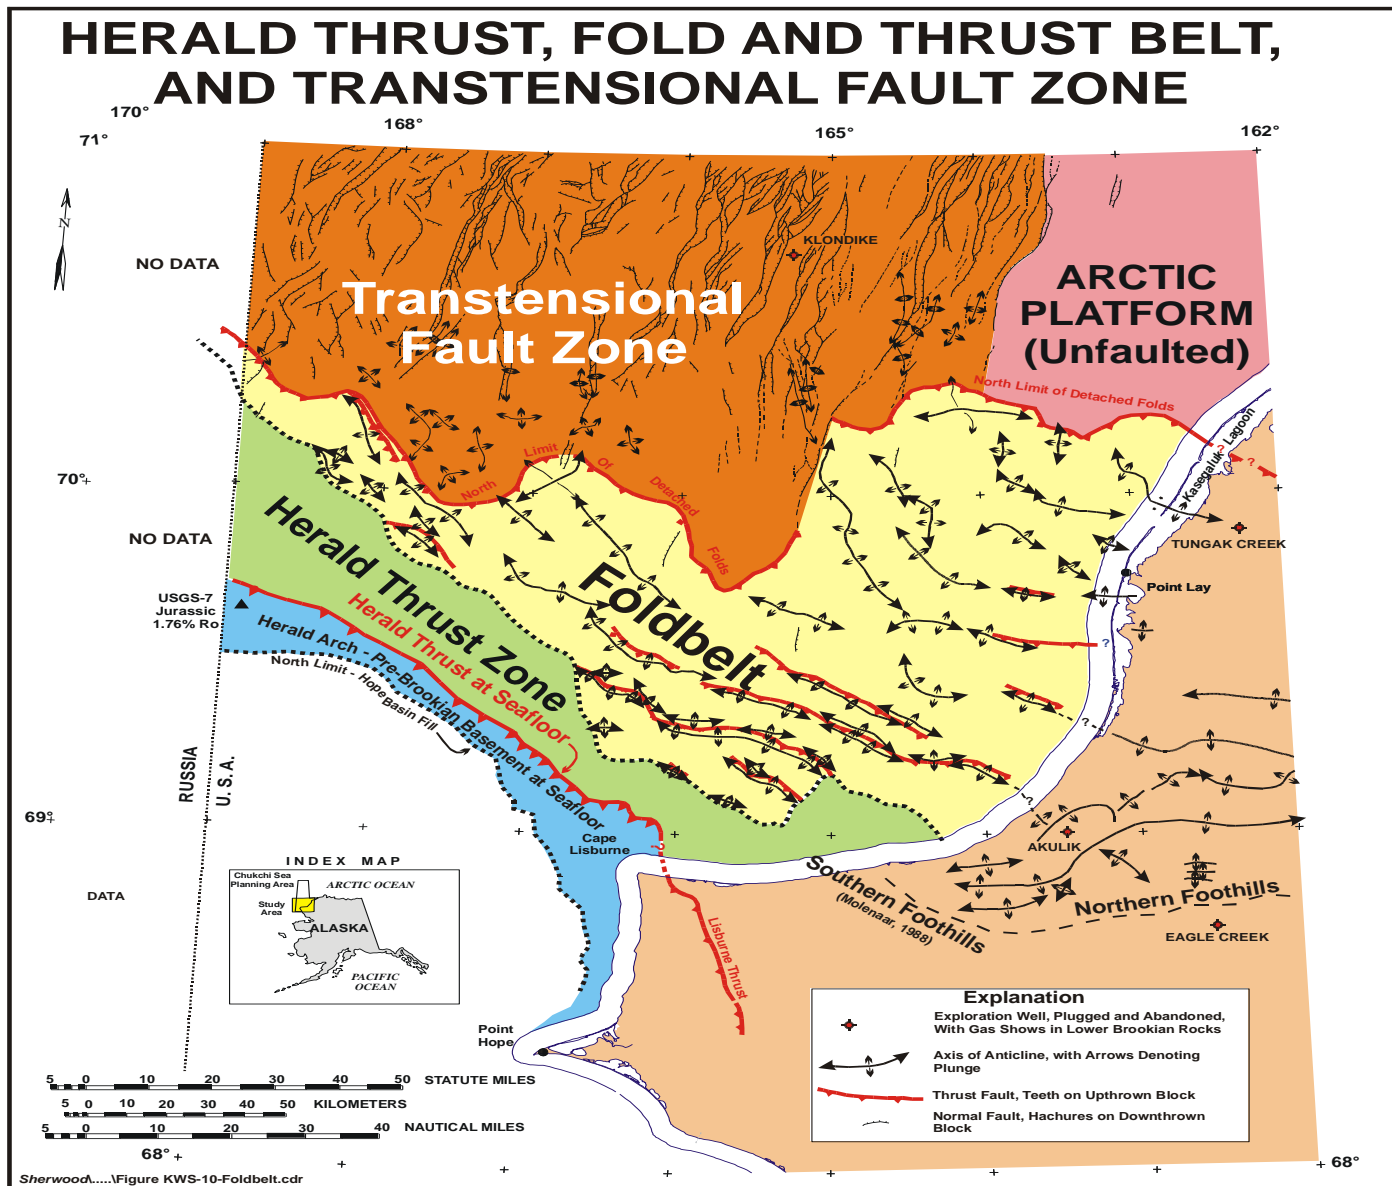 HERALD THRUST, FOLD AND THRUST BELT,
AND TRANSTENSIONAL FAULT ZONE
170°
71°
168°
165°
162°
N
NO DATA
KLONDIKE
Transtensional
Fault Zone
ARCTIC
PLATFORM
(Unfaulted)
North Limit of Detached Folds
Kasegaluk Lagoon
?
?
?
70°
North Limit Of Detached Folds
NO DATA
TUNGAK CREEK
Point Lay
USGS-7
Jurassic
1.76% Ro
Herald Thrust Zone
Herald Thrust at Seafloor
Herald Arch - Pre-Brookian Basement at Seafloor
North Limit - Hope Basin Fill
Foldbelt
?
?
?
RUSSIA
U.S.A.
69°
Cape
Lisburne
?
AKULIK
Southern Foothills
(Molenaar, 1988)
Northern Foothills
EAGLE CREEK
DATA
INDEX MAP
Chukchi Sea
Planning Area
ARCTIC OCEAN
Study
Area
ALASKA
PACIFIC
OCEAN
Lisburne Thrust
Point
Hope
Explanation
Exploration Well, Plugged and Abandoned,
With Gas Shows in Lower Brookian Rocks
Axis of Anticline, with Arrows Denoting
Plunge
Thrust Fault, Teeth on Upthrown Block
Normal Fault, Hachures on Downthrown
Block
5 0 10 20 30 40 50 STATUTE MILES
5 0 10 20 30 40 50 KILOMETERS
5 0 10 20 30 40 NAUTICAL MILES
68°
68°
Sherwood\.....\Figure KWS-10-Foldbelt.cdr